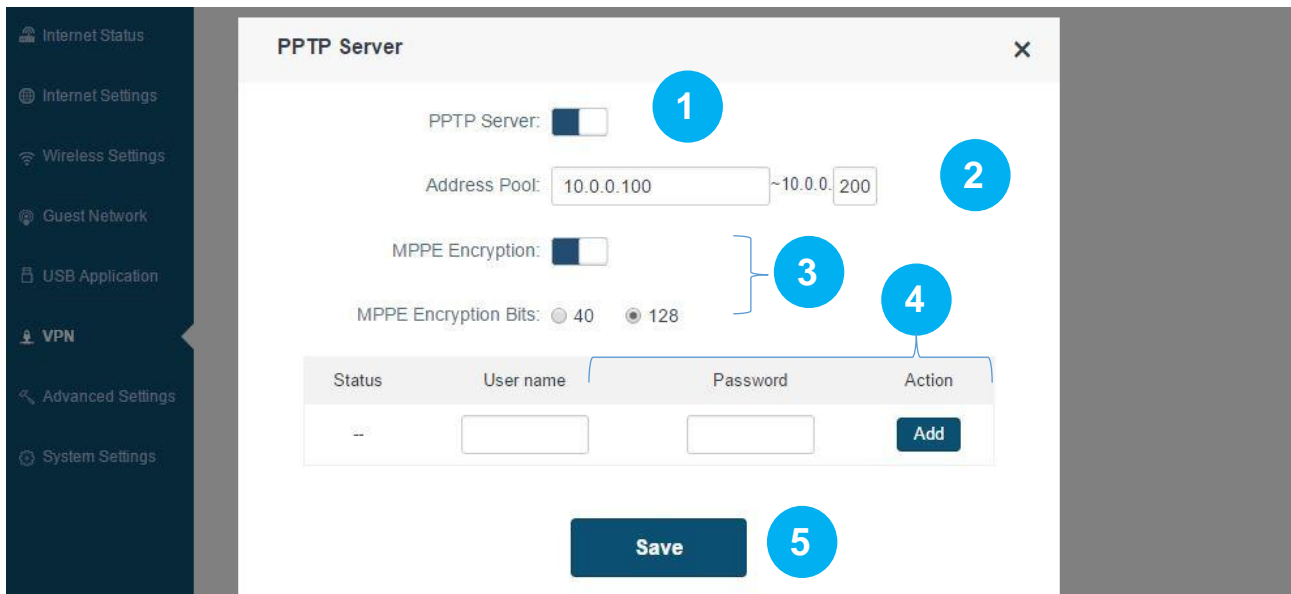 Internet Status
Internet Settings
Wireless Settings
Guest Network
USB Application
VPN
Advanced Settings
System Settings
PPTP Server
×
PPTP Server:
1
Address Pool: 10.0.0.100 ~10.0.0. 200
2
MPPE Encryption:
3
MPPE Encryption Bits: 40 128
4
Status User name Password Action
-- Add
Save
5